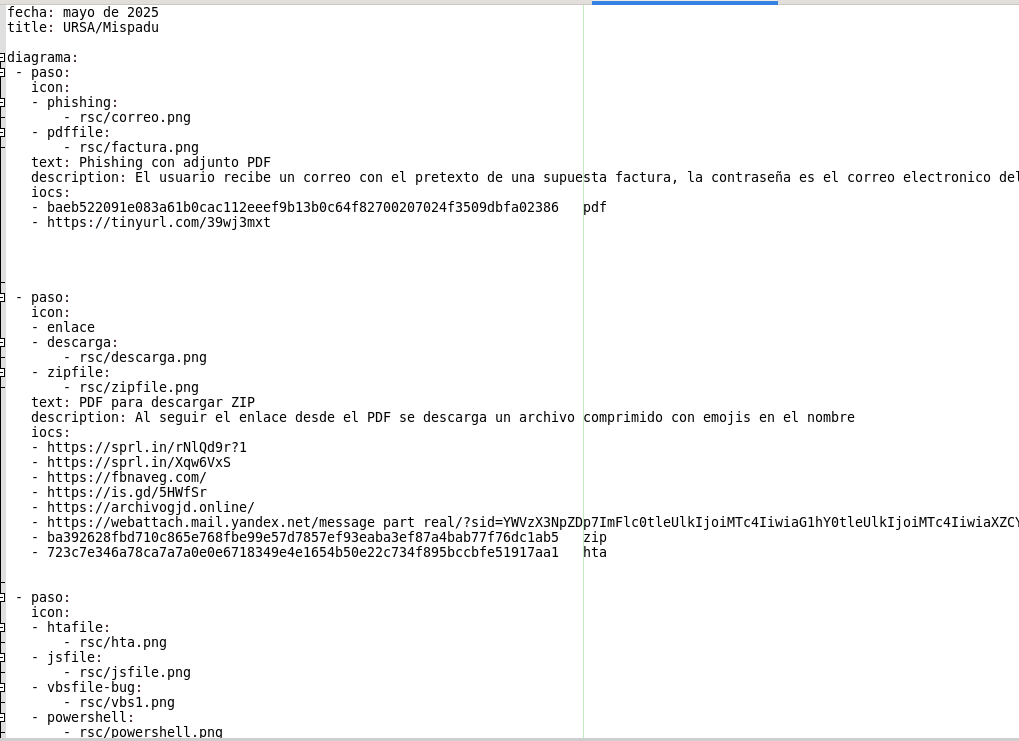 fecha: mayo de 2025
title: URSA/Mispadu
diagrama:
- paso:
icon:
- phishing:
- rsc/correo.png
- pdffile:
- rsc/factura.png
text: Phishing con adjunto PDF
description: El usuario recibe un correo con el pretexto de una supuesta factura, la contraseña es el correo electronico del
iocs:
- baeb522091e083a61b0cac112eeef9b13b0c64f82700207024f3509dbfa02386 pdf
- https://tinyurl.com/39wj3mxt
- paso:
icon:
- enlace
- descarga:
- rsc/descarga.png
- zipfile:
- rsc/zipfile.png
text: PDF para descargar ZIP
description: Al seguir el enlace desde el PDF se descarga un archivo comprimido con emojis en el nombre
iocs:
- https://sprl.in/rNlQd9r?1
- https://sprl.in/Xqw6VxS
- https://fbnaveg.com/
- https://is.gd/5HWfSr
- https://archivogjd.online/
- https://webattach.mail.yandex.net/message part real/?sid=YWVzX3NpZDp7ImFlc0tleUlkIjoiMTc4IiwiaG1hY0tleUlkIjoiMTc4IiwiaXZCY
- ba392628fbd710c865e768fbe99e57d7857ef93eaba3ef87a4bab77f76dc1ab5 zip
- 723c7e346a78ca7a7a0e0e6718349e4e1654b50e22c734f895bccbfe51917aa1 hta
- paso:
icon:
- htafile:
- rsc/hta.png
- jsfile:
- rsc/jsfile.png
- vbsfile-bug:
- rsc/vbs1.png
- powershell:
- rsc/powershell.png